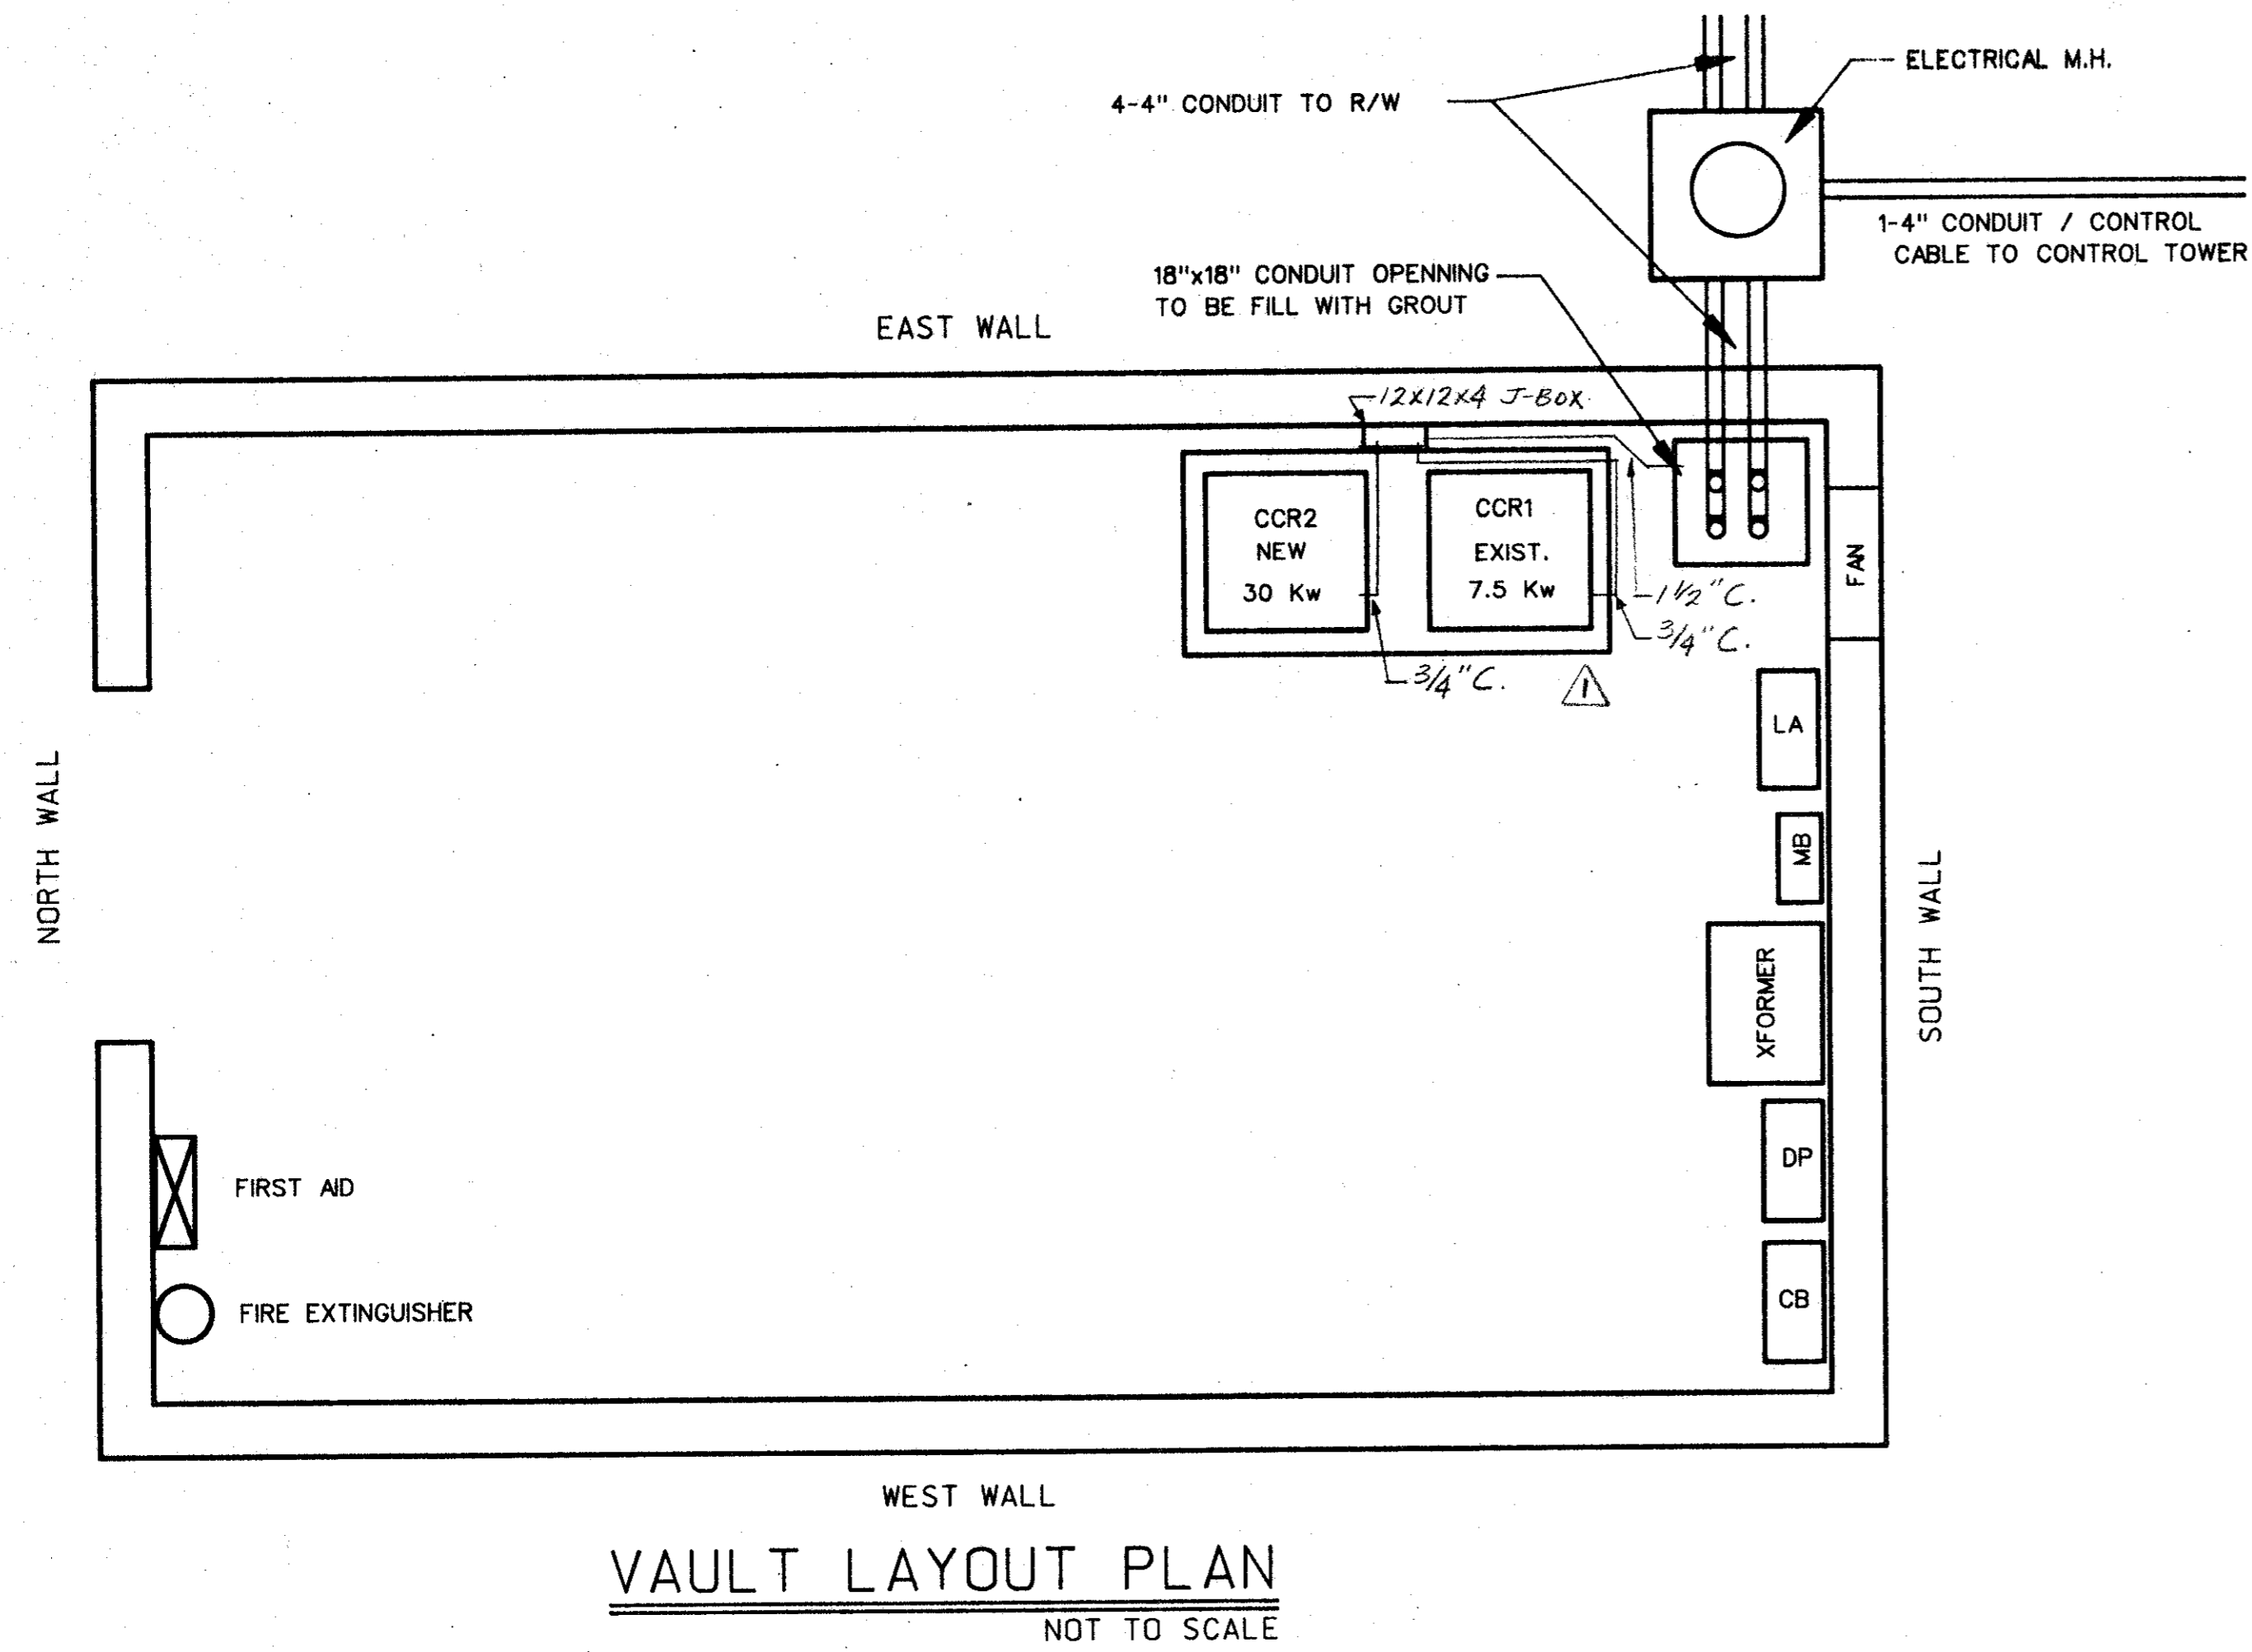 ELECTRICAL M.H.
4-4" CONDUIT TO R/W
1-4" CONDUIT / CONTROL
CABLE TO CONTROL TOWER
18"x18" CONDUIT OPENNING
TO BE FILL WITH GROUT
EAST WALL
12X12X4 J-BOX
CCR2
NEW
30 Kw
CCR1
EXIST.
7.5 Kw
FAN
1 1/2" C.
3/4" C.
3/4" C.
1
LA
MB
NORTH WALL
SOUTH WALL
XFORMER
DP
FIRST AID
CB
FIRE EXTINGUISHER
WEST WALL
VAULT LAYOUT PLAN
NOT TO SCALE